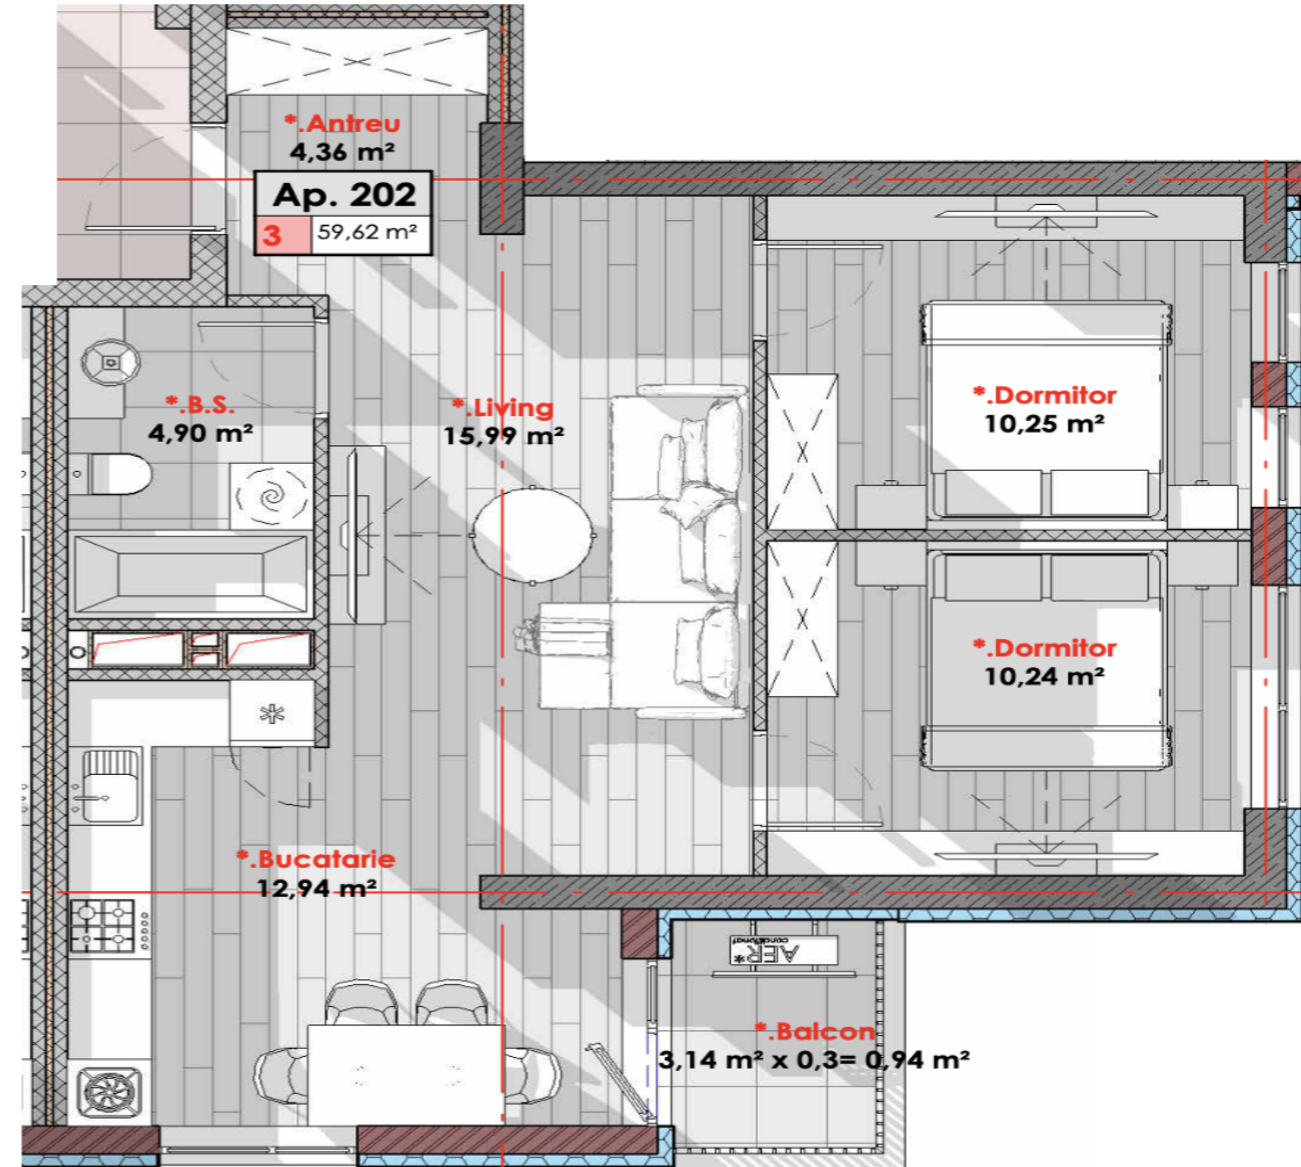 *.Antreu
4,36 m²
Ap. 202
3 59,62 m²
*.B.S.
4,90 m²
*.Living
15,99 m²
*.Dormitor
10,25 m²
*.Dormitor
10,24 m²
*.Bucatarie
12,94 m²
AER*
conditionat
*.Balcon
3,14 m² x 0,3= 0,94 m²